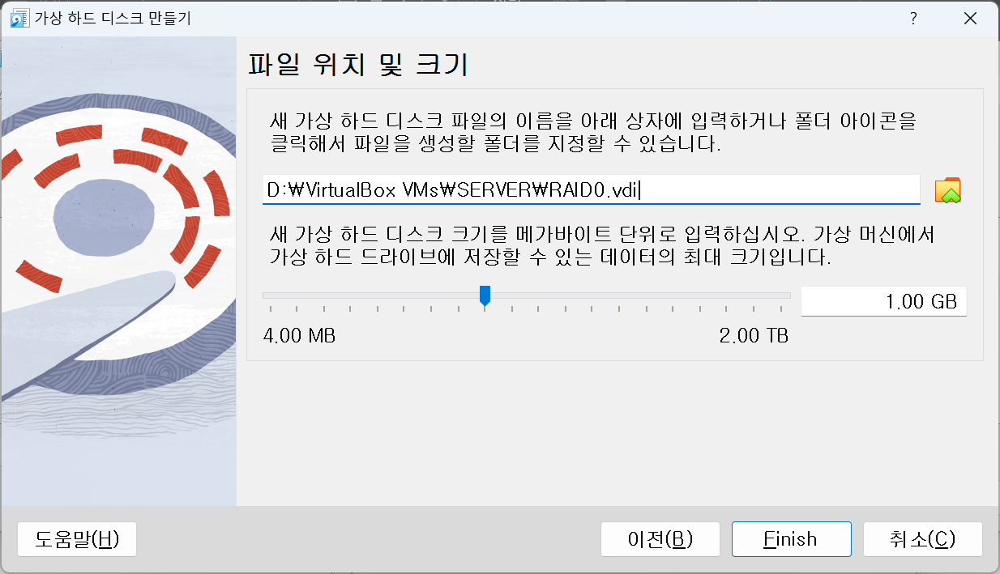 가상 하드 디스크 만들기
?
파일 위치 및 크기
새 가상 하드 디스크 파일의 이름을 아래 상자에 입력하거나 폴더 아이콘을
클릭해서 파일을 생성할 폴더를 지정할 수 있습니다.
D:₩VirtualBox VMs₩SERVER₩RAID0.vdi
새 가상 하드 디스크 크기를 메가바이트 단위로 입력하십시오. 가상 머신에서
가상 하드 드라이브에 저장할 수 있는 데이터의 최대 크기입니다.
1.00 GB
4.00 MB 2.00 TB
도움말(H) 이전(B) Finish 취소(C)